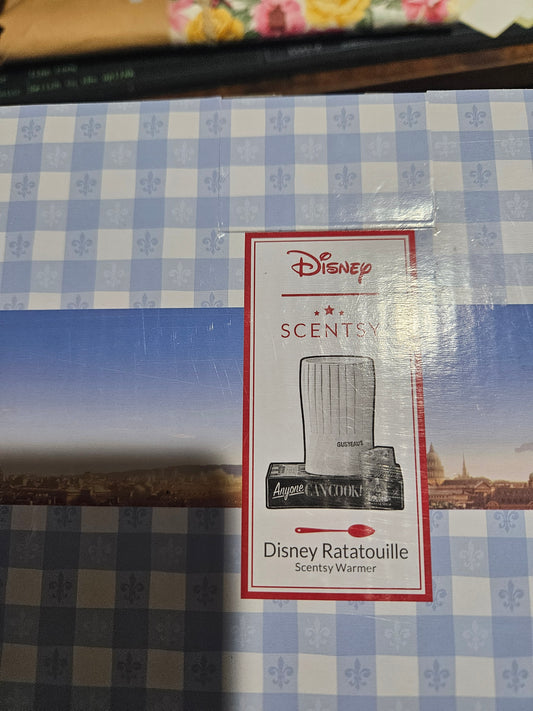 Disney
SCENTSY
GUSTEAU'S
Anyone CAN COOK!
Disney Ratatouille
Scentsy Warmer